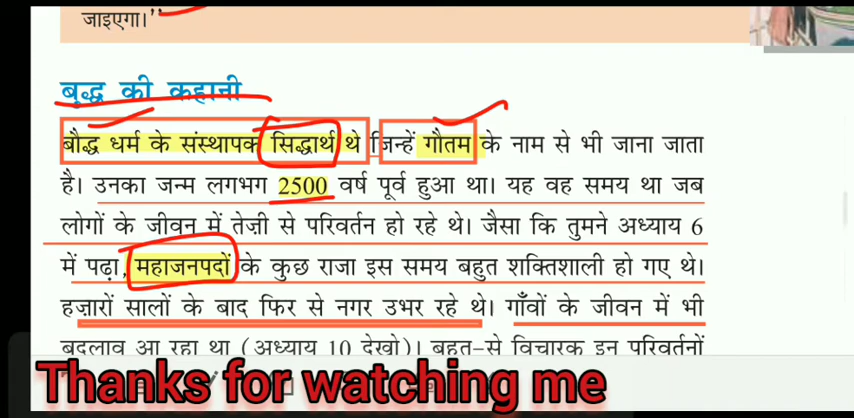 जाइएगा।”
बुद्ध की कहानी
बौद्ध धर्म के संस्थापक सिद्धार्थ थे जिन्हें गौतम के नाम से भी जाना जाता
है। उनका जन्म लगभग 2500 वर्ष पूर्व हुआ था। यह वह समय था जब
लोगों के जीवन में तेज़ी से परिवर्तन हो रहे थे। जैसा कि तुमने अध्याय 6
में पढ़ा, महाजनपदों के कुछ राजा इस समय बहुत शक्तिशाली हो गए थे।
हज़ारों सालों के बाद फिर से नगर उभर रहे थे। गाँवों के जीवन में भी
बदलाव आ रहा था (अध्याय 10 देखो)। बहुत-से विचारक इन परिवर्तनों
Thanks for watching me